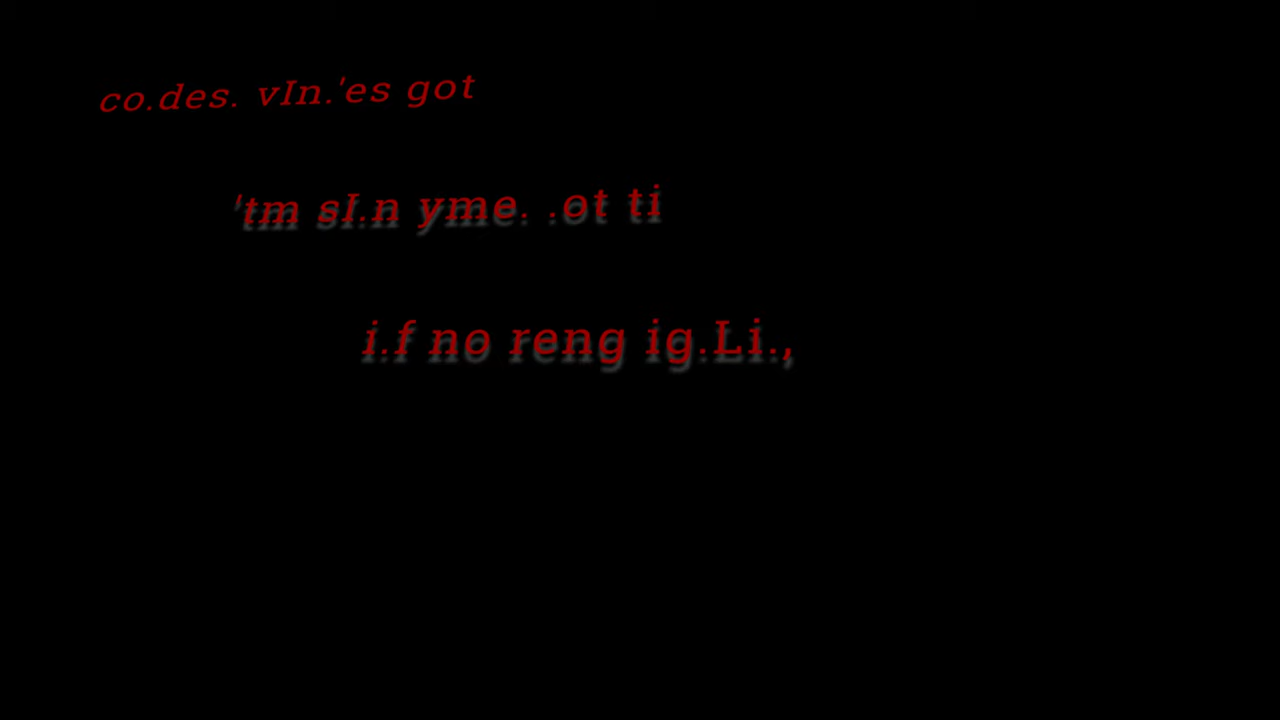 co.des. vIn.'es got
'tm sI.n yme. .ot ti
i.f no reng ig.Li.,